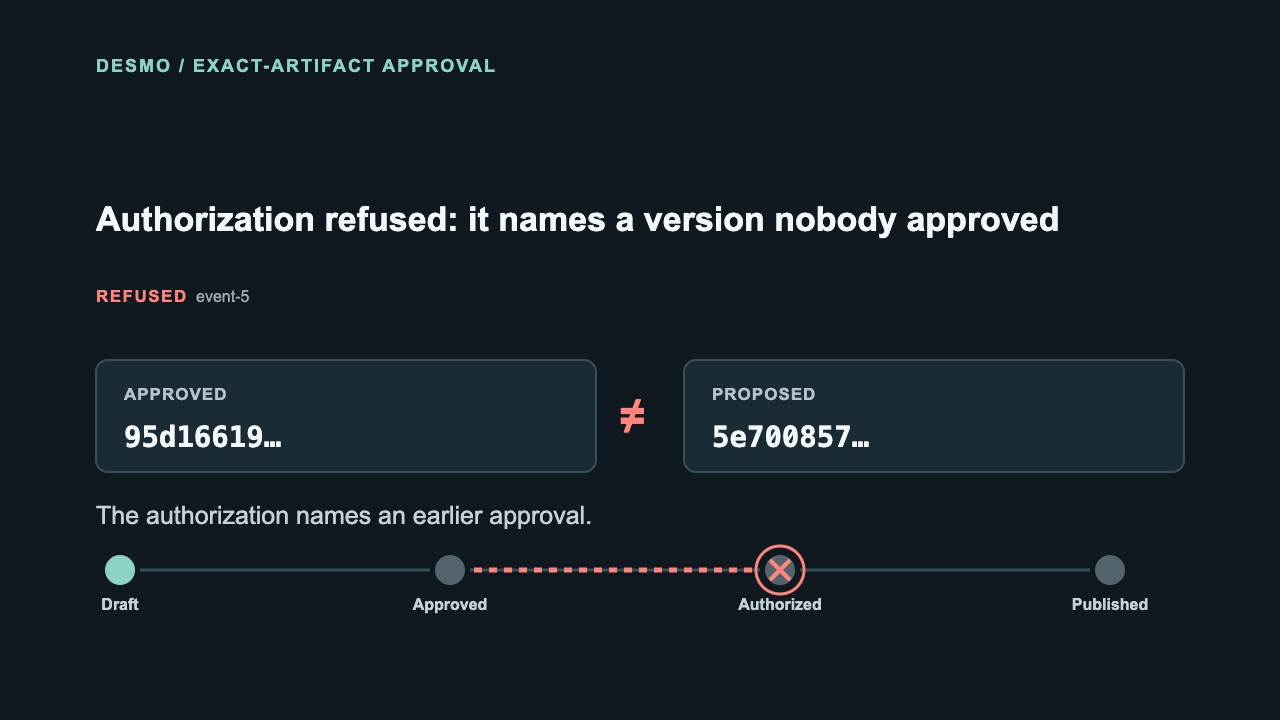 DESMO / EXACT-ARTIFACT APPROVAL
Authorization refused: it names a version nobody approved
REFUSED event-5
APPROVED
95d16619…
≠
PROPOSED
5e700857…
The authorization names an earlier approval.
Draft
Approved
Authorized
Published